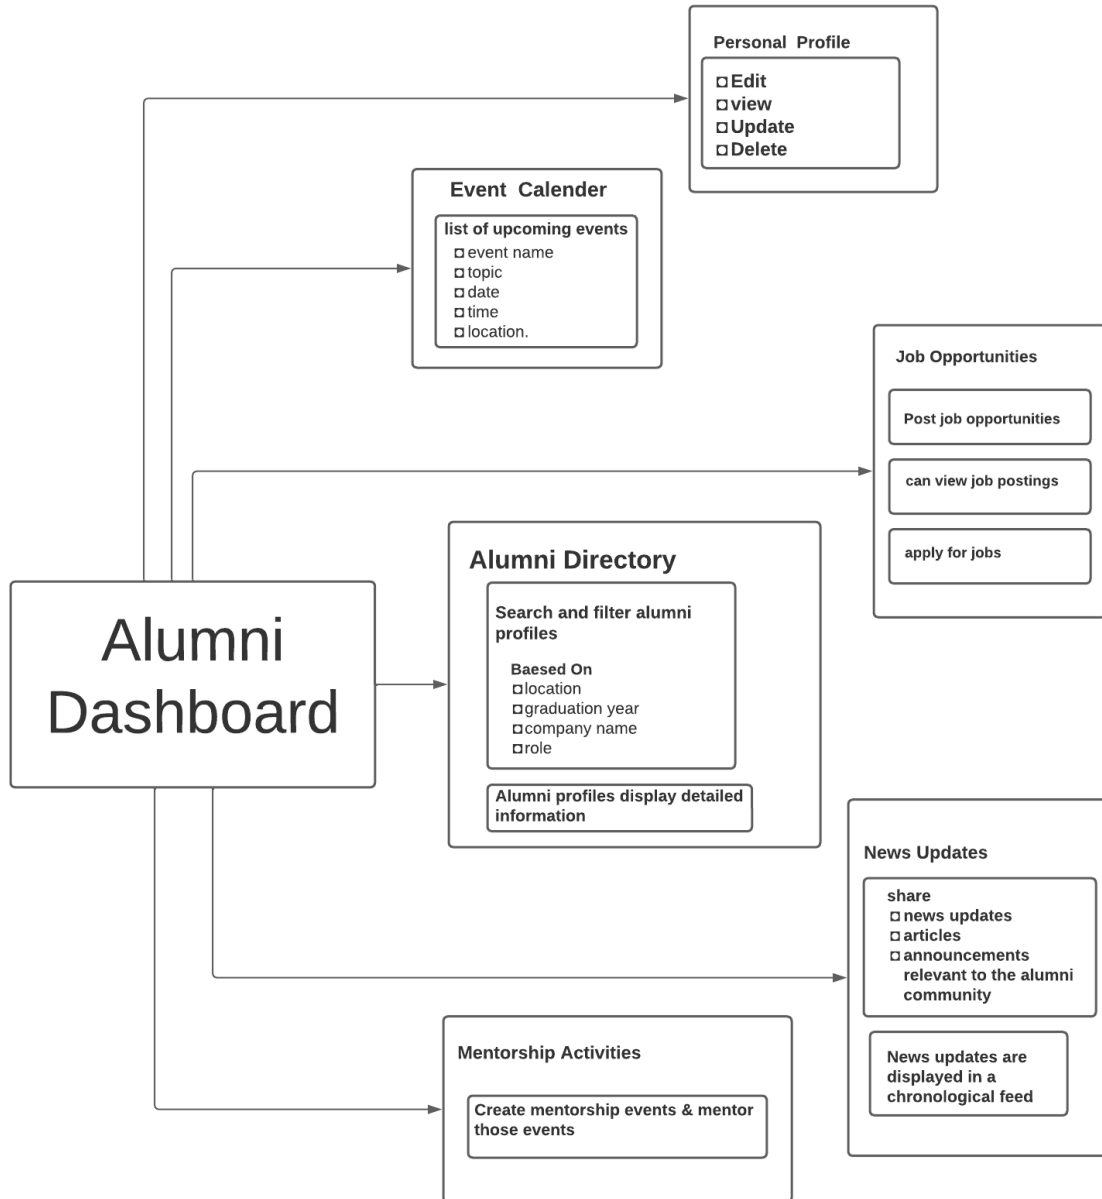 Personal Profile
Edit
view
Update
Delete
Event Calender
list of upcoming events
event name
topic
date
time
location.
Job Opportunities
Post job opportunities
can view job postings
apply for jobs
Alumni Directory
Search and filter alumni
profiles
Baesed On
location
graduation year
company name
role
Alumni profiles display detailed
information
Alumni
Dashboard
News Updates
share
news updates
articles
announcements
relevant to the alumni
community
News updates are
displayed in a
chronological feed
Mentorship Activities
Create mentorship events & mentor
those events